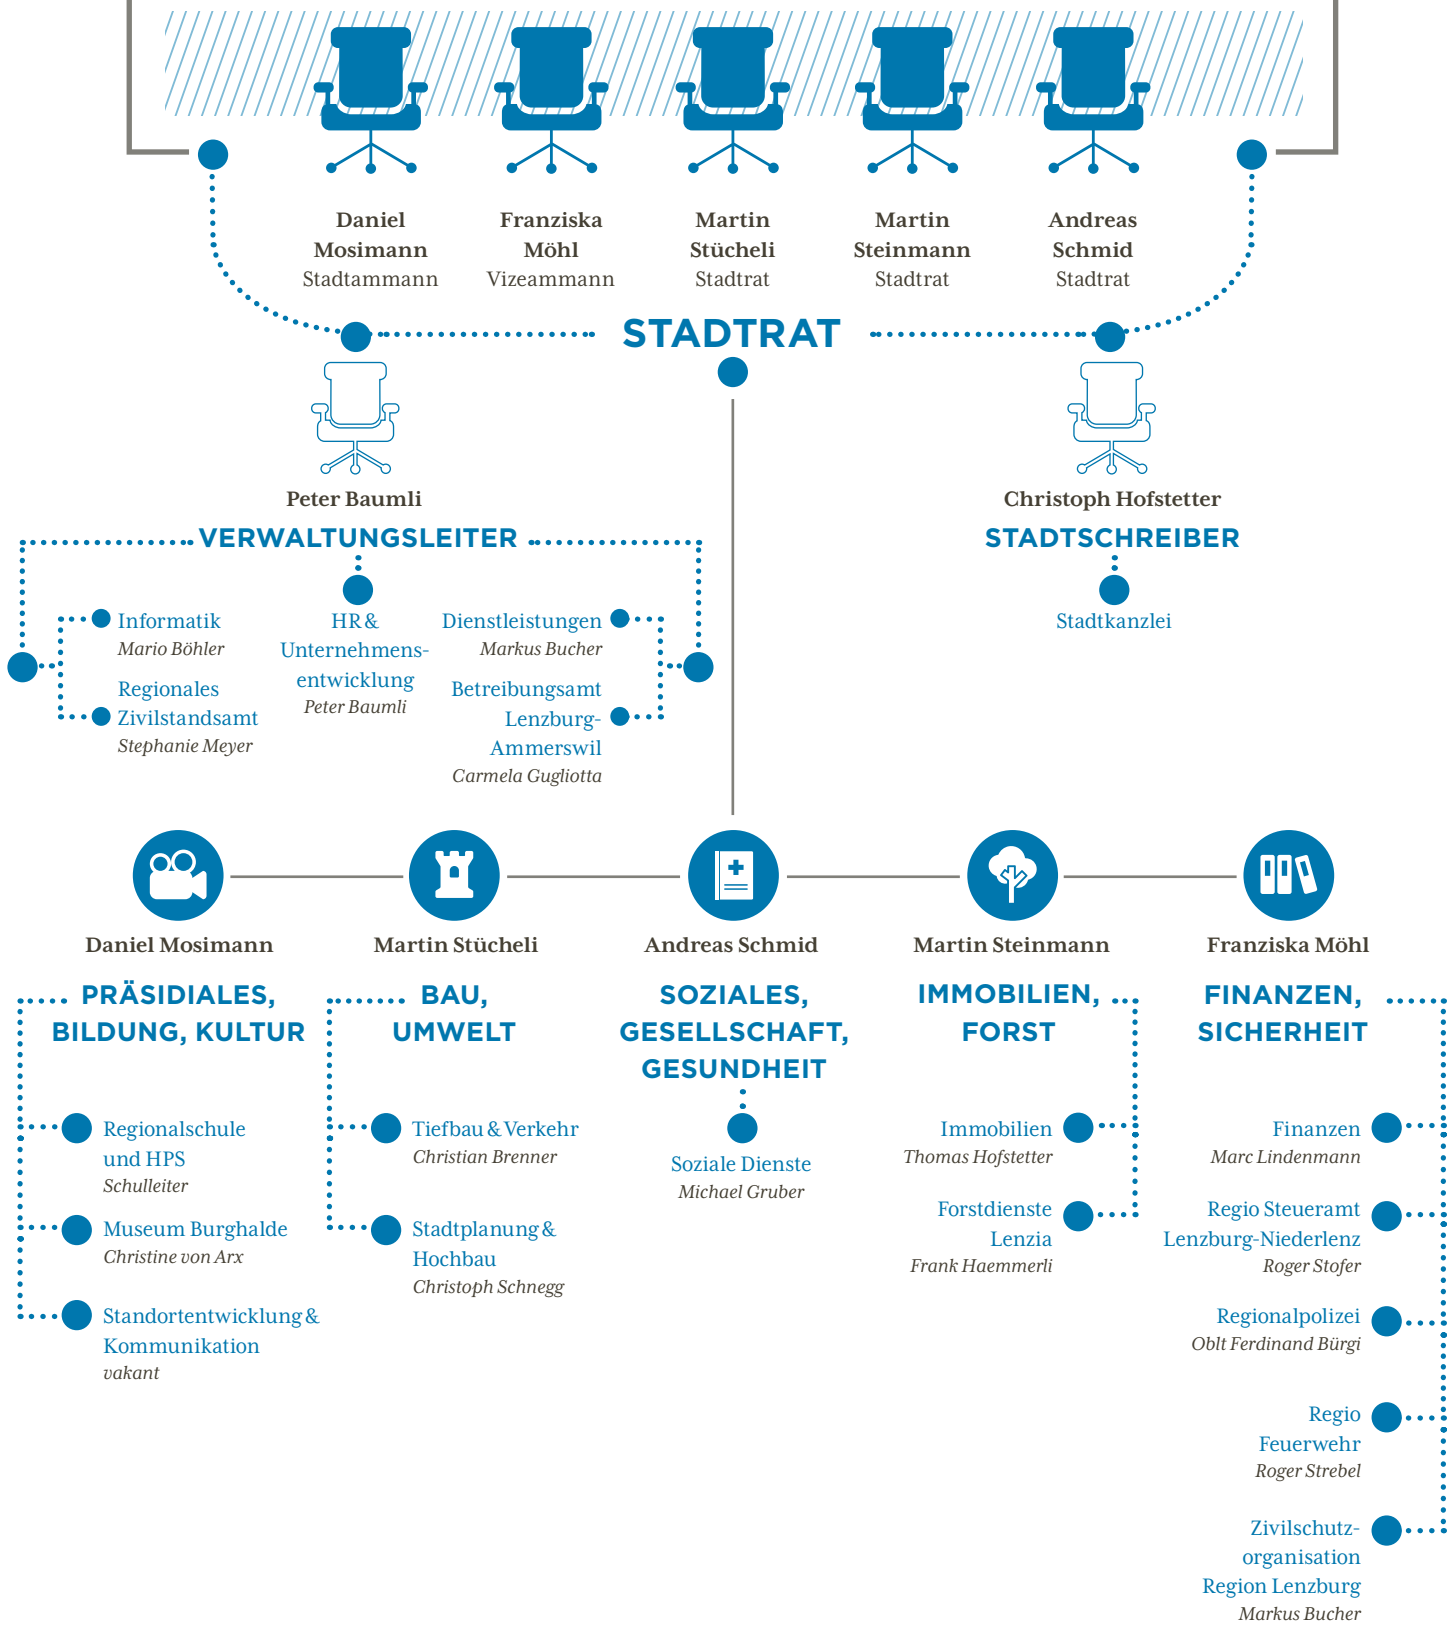 Daniel
Mosimann
Stadtammann
Franziska
Möhl
Vizeammann
Martin
Stücheli
Stadtrat
Martin
Steinmann
Stadtrat
Andreas
Schmid
Stadtrat
STADTRAT
Peter Baumli
VERWALTUNGSLEITER
Christoph Hofstetter
STADTSCHREIBER
Informatik
Mario Böhler
Regionales
Zivilstandsamt
Stephanie Meyer
HR &
Unternehmens-
entwicklung
Peter Baumli
Dienstleistungen
Markus Bucher
Betreibungsamt
Lenzburg-
Ammerswil
Carmela Gugliotta
Stadtkanzlei
Daniel Mosimann
PRÄSIDIALES,
BILDUNG, KULTUR
Regionalschule
und HPS
Schulleiter
Museum Burghalde
Christine von Arx
Standortentwicklung &
Kommunikation
vakant
Martin Stücheli
BAU,
UMWELT
Tiefbau & Verkehr
Christian Brenner
Stadtplanung &
Hochbau
Christoph Schnegg
Andreas Schmid
SOZIALES,
GESELLSCHAFT,
GESUNDHEIT
Soziale Dienste
Michael Gruber
Martin Steinmann
IMMOBILIEN,
FORST
Immobilien
Thomas Hofstetter
Forstdienste
Lenzia
Frank Haemmerli
Franziska Möhl
FINANZEN,
SICHERHEIT
Finanzen
Marc Lindenmann
Regio Steueramt
Lenzburg-Niederlenz
Roger Stofer
Regionalpolizei
Oblt Ferdinand Bürgi
Regio
Feuerwehr
Roger Strebel
Zivilschutz-
organisation
Region Lenzburg
Markus Bucher